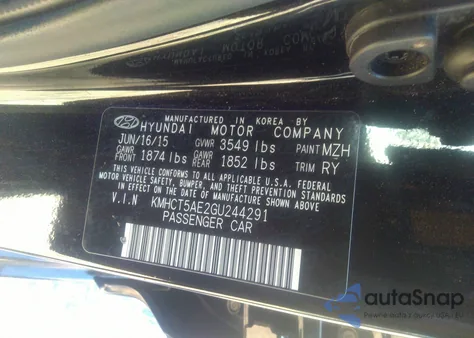 MANUFACTURED IN KOREA BY
HYUNDAI MOTOR COMPANY
JUN/16/15 GVWR 3549 lbs PAINT MZH
GAWR FRONT 1874 lbs GAWR REAR 1852 lbs TRIM RY
THIS VEHICLE CONFORMS TO ALL APPLICABLE U.S.A. FEDERAL
MOTOR VEHICLE SAFETY, BUMPER, AND THEFT PREVENTION STANDARDS
IN EFFECT ON THE DATE OF MANUFACTURE SHOWN ABOVE.
V.I.N KMHCT5AE2GU244291
PASSENGER CAR
autaSnap